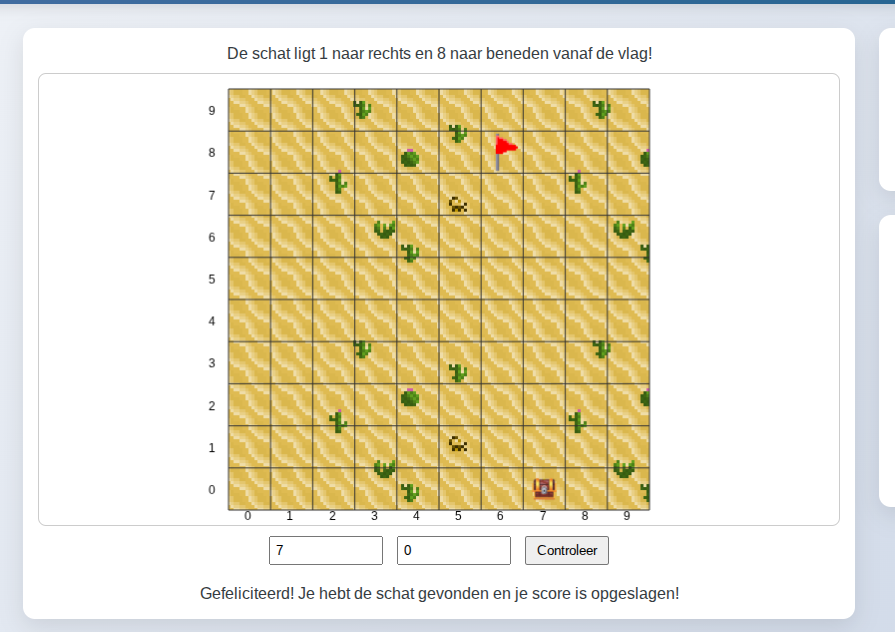 De schat ligt 1 naar rechts en 8 naar beneden vanaf de vlag!
9
8
7
6
5
4
3
2
1
0
0 1 2 3 4 5 6 7 8 9
7 0 Controleer
Gefeliciteerd! Je hebt de schat gevonden en je score is opgeslagen!